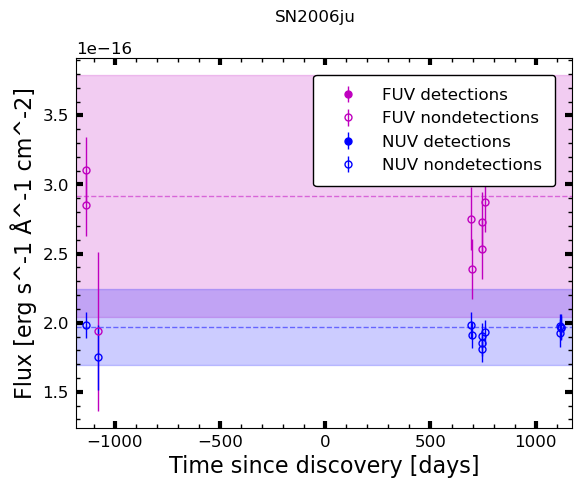 SN2006ju
1e−16
FUV detections
FUV nondetections
NUV detections
NUV nondetections
3.5
3.0
2.5
2.0
1.5
Flux [erg s^-1 Å^-1 cm^-2]
−1000
−500
0
500
1000
Time since discovery [days]